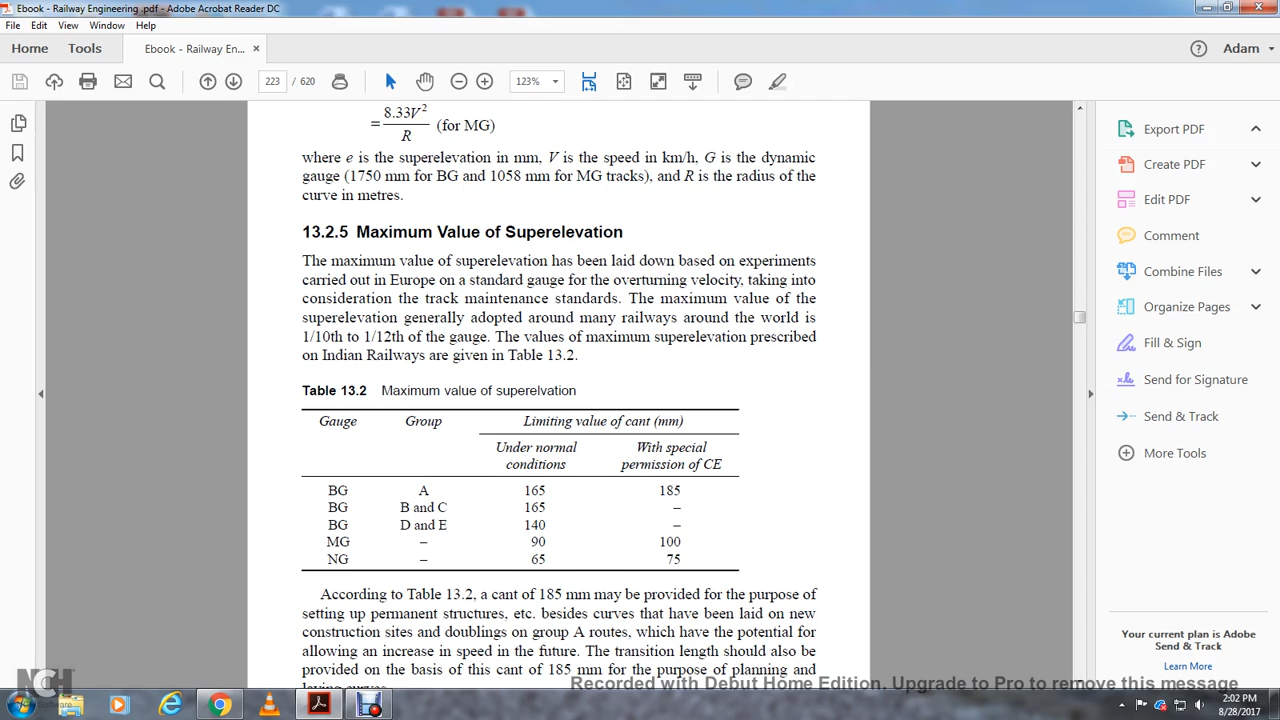 Ebook - Railway Engineering .pdf - Adobe Acrobat Reader DC
File Edit View Window Help
Home Tools Ebook - Railway En... × Adam
223 / 620 123%
= 8.33V² / R (for MG)
where e is the superelevation in mm, V is the speed in km/h, G is the dynamic
gauge (1750 mm for BG and 1058 mm for MG tracks), and R is the radius of the
curve in metres.
13.2.5 Maximum Value of Superelevation
The maximum value of superelevation has been laid down based on experiments
carried out in Europe on a standard gauge for the overturning velocity, taking into
consideration the track maintenance standards. The maximum value of the
superelevation generally adopted around many railways around the world is
1/10th to 1/12th of the gauge. The values of maximum superelevation prescribed
on Indian Railways are given in Table 13.2.
Table 13.2 Maximum value of superelvation
Gauge Group Limiting value of cant (mm)
Under normal With special
conditions permission of CE
BG A 165 185
BG B and C 165 –
BG D and E 140 –
MG – 90 100
NG – 65 75
According to Table 13.2, a cant of 185 mm may be provided for the purpose of
setting up permanent structures, etc. besides curves that have been laid on new
construction sites and doublings on group A routes, which have the potential for
allowing an increase in speed in the future. The transition length should also be
provided on the basis of this cant of 185 mm for the purpose of planning and
Export PDF
Create PDF
Edit PDF
Comment
Combine Files
Organize Pages
Fill & Sign
Send for Signature
Send & Track
More Tools
Your current plan is Adobe
Send & Track
Learn More
Recorded with Debut Home Edition. Upgrade to Pro to remove this message
NCH Software
2:02 PM
8/28/2017